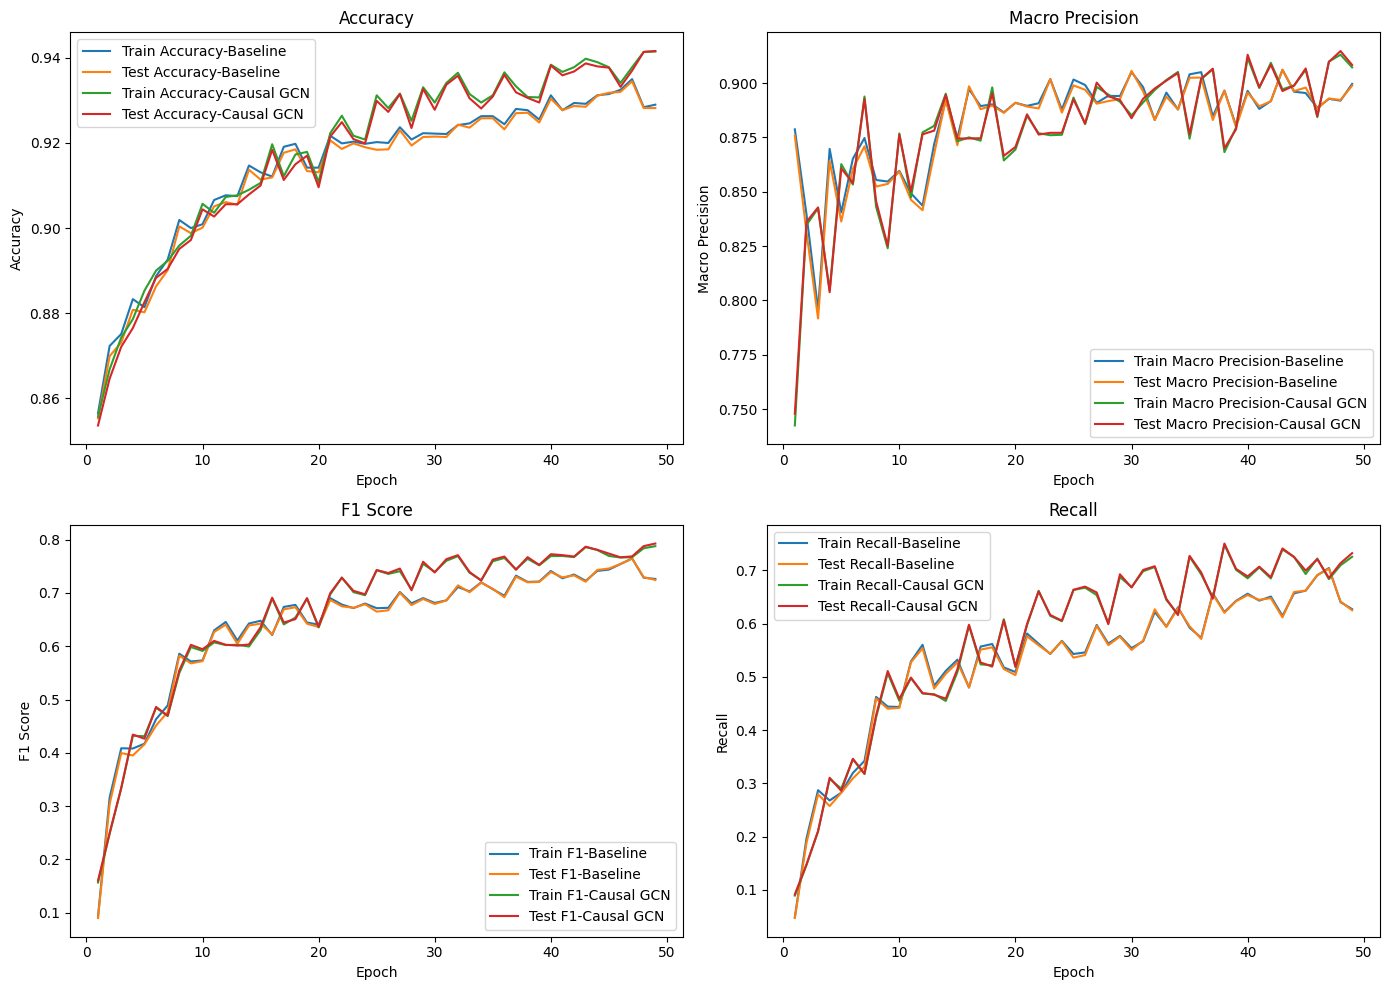 Accuracy
Train Accuracy-Baseline
Test Accuracy-Baseline
Train Accuracy-Causal GCN
Test Accuracy-Causal GCN
0.94
0.92
0.90
0.88
0.86
Accuracy
0 10 20 30 40 50
Epoch
Macro Precision
0.900
0.875
0.850
0.825
0.800
0.775
0.750
Macro Precision
Train Macro Precision-Baseline
Test Macro Precision-Baseline
Train Macro Precision-Causal GCN
Test Macro Precision-Causal GCN
0 10 20 30 40 50
Epoch
F1 Score
0.8
0.7
0.6
0.5
0.4
0.3
0.2
0.1
F1 Score
Train F1-Baseline
Test F1-Baseline
Train F1-Causal GCN
Test F1-Causal GCN
0 10 20 30 40 50
Epoch
Recall
Train Recall-Baseline
Test Recall-Baseline
Train Recall-Causal GCN
Test Recall-Causal GCN
0.7
0.6
0.5
0.4
0.3
0.2
0.1
Recall
0 10 20 30 40 50
Epoch